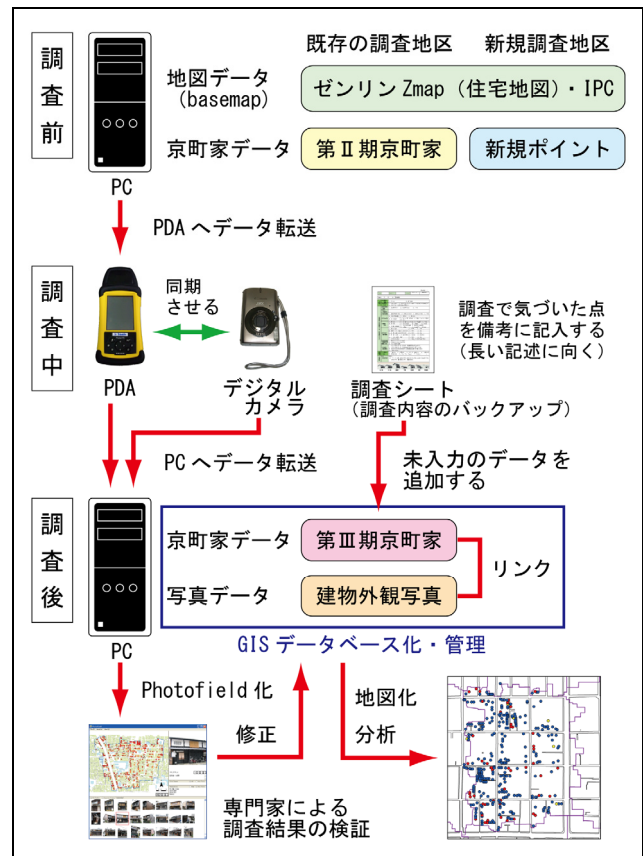 調査前
既存の調査地区 新規調査地区
地図データ
(basemap)
ゼンリン Zmap (住宅地図)・IPC
京町家データ 第Ⅱ期京町家 新規ポイント
PC
PDA へデータ転送
調査中
同期
させる
調査で気づいた点
を備考に記入する
(長い記述に向く)
PDA
デジタル
カメラ
調査シート
(調査内容のバックアップ)
PC へデータ転送
未入力のデータを
追加する
調査後
京町家データ 第Ⅲ期京町家
リンク
写真データ 建物外観写真
PC
GIS データベース化・管理
Photofield 化
修正
地図化
分析
専門家による
調査結果の検証